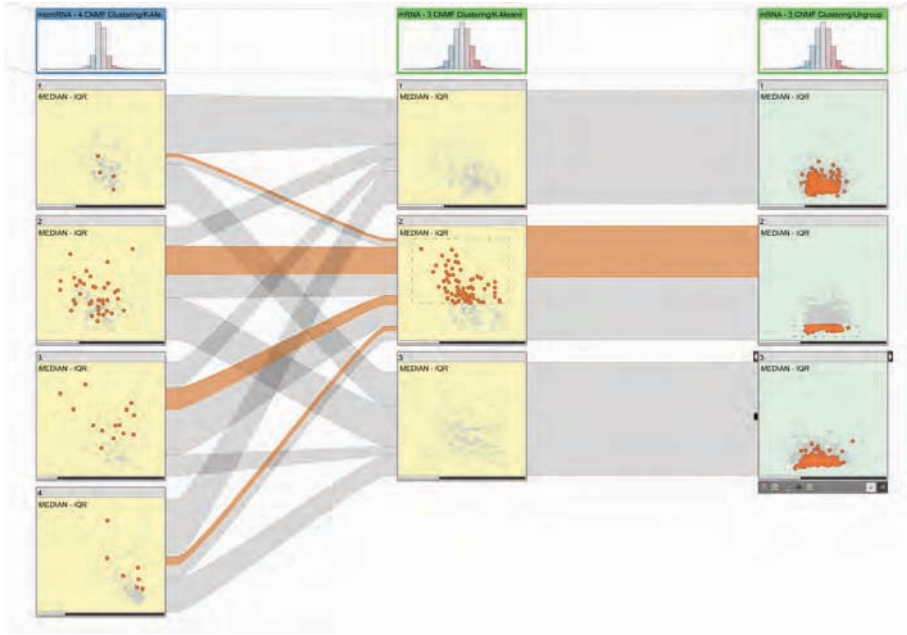 microRNA - 4 CNMF Clustering/K-Me
mRNA - 3 CNMF Clustering/K-Means
mRNA - 3 CNMF Clustering/Ungroup
1
MEDIAN - IQR
1
MEDIAN - IQR
1
MEDIAN - IQR
2
MEDIAN - IQR
2
MEDIAN - IQR
2
MEDIAN - IQR
3
MEDIAN - IQR
3
MEDIAN - IQR
3
MEDIAN - IQR
4
MEDIAN - IQR